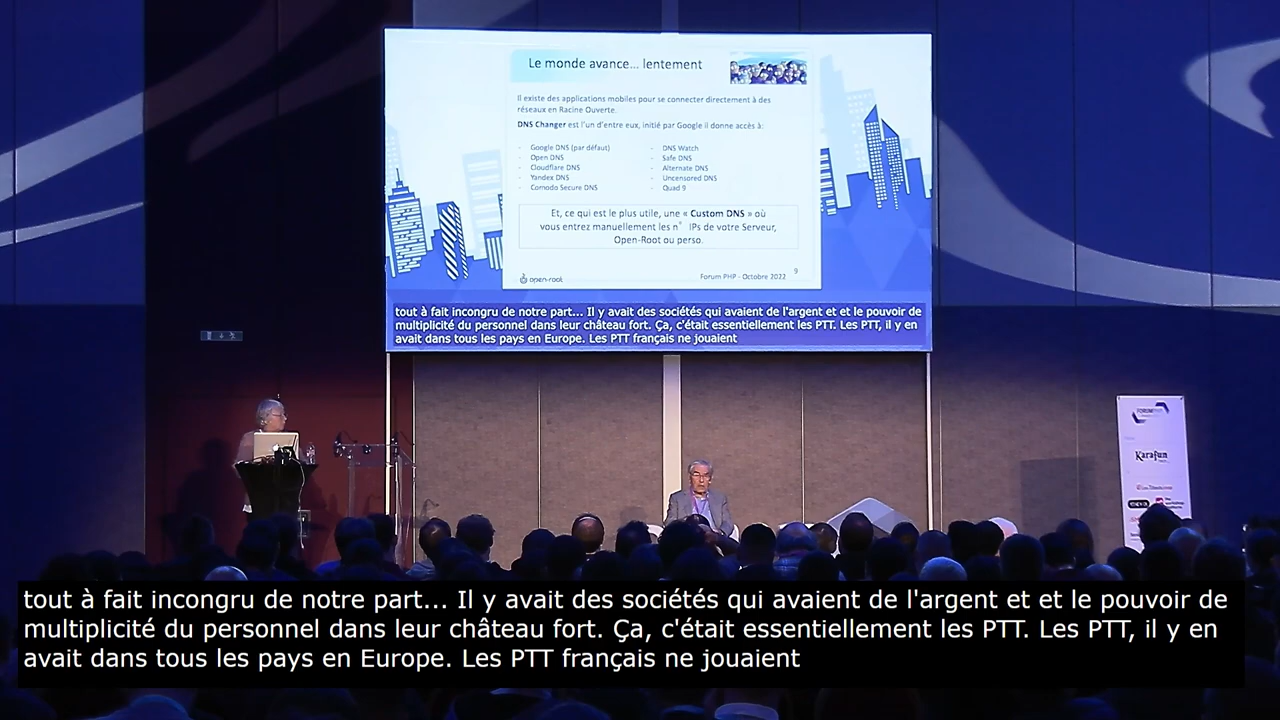 Le monde avance... lentement
Il existe des applications mobiles pour se connecter directement à des
réseaux en Racine Ouverte.
DNS Changer est l'un d'entre eux, initié par Google il donne accès à:
- Google DNS (par défaut)
- Open DNS
- Cloudflare DNS
- Yandex DNS
- Comodo Secure DNS
- DNS Watch
- Safe DNS
- Alternate DNS
- Uncensored DNS
- Quad 9
Et, ce qui est le plus utile, une « Custom DNS » où
vous entrez manuellement les n° IPs de votre Serveur,
Open-Root ou perso.
9
open-root
Forum PHP - Octobre 2022
tout à fait incongru de notre part... Il y avait des sociétés qui avaient de l'argent et et le pouvoir de
multiplicité du personnel dans leur château fort. Ça, c'était essentiellement les PTT. Les PTT, il y en
avait dans tous les pays en Europe. Les PTT français ne jouaient
FORUM PHP
Karafun
tout à fait incongru de notre part... Il y avait des sociétés qui avaient de l'argent et et le pouvoir de
multiplicité du personnel dans leur château fort. Ça, c'était essentiellement les PTT. Les PTT, il y en
avait dans tous les pays en Europe. Les PTT français ne jouaient